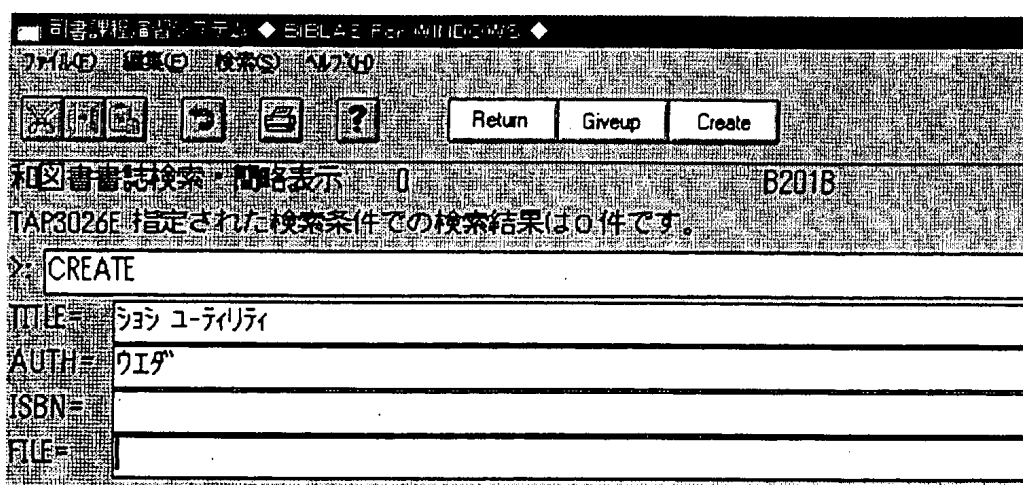 司書課程演習システム ◆ BIBLAS For WINDOWS ◆
ファイル(F) 編集(E) 検索(S) ヘルプ(H)
? Return Giveup Create
和図書書誌検索・簡略表示 0 B201B
TAP3026E 指定された検索条件での検索結果は0件です。
>: CREATE
TITLE= ショシ ユーティリティ
AUTH= ウエダ
ISBN=
FILE=